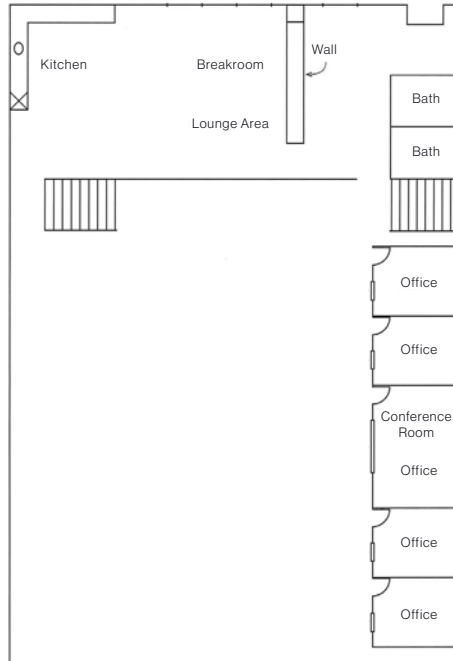 Kitchen
Breakroom
Wall
Lounge Area
Bath
Bath
Office
Office
Conference
Room
Office
Office
Office